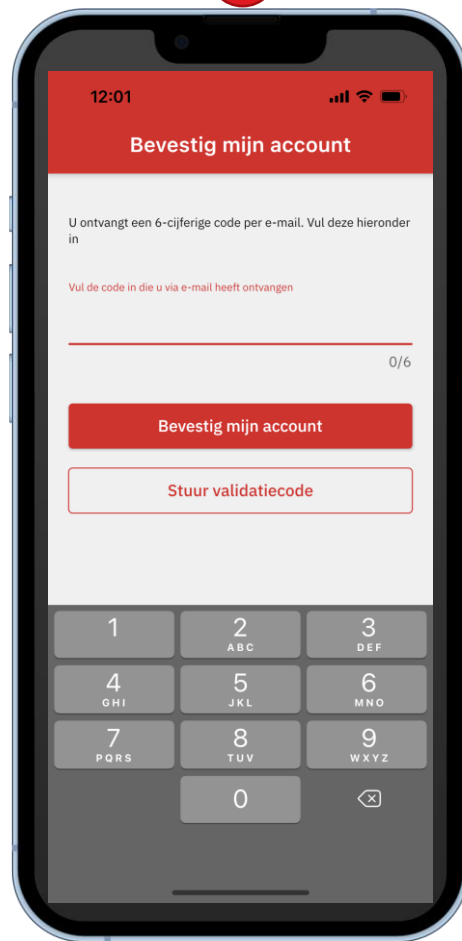 12:01
Bevestig mijn account
U ontvangt een 6-cijferige code per e-mail. Vul deze hieronder
in
Vul de code in die u via e-mail heeft ontvangen
0/6
Bevestig mijn account
Stuur validatiecode
1 2 3
ABC DEF
4 5 6
GHI JKL MNO
7 8 9
PQRS TUV WXYZ
0